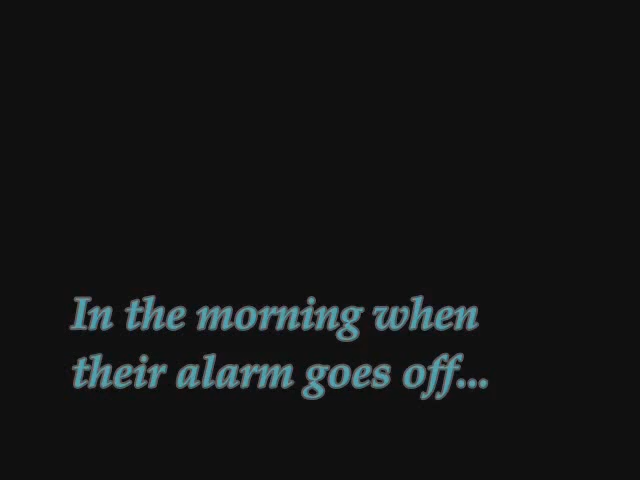 In the morning when
their alarm goes off...